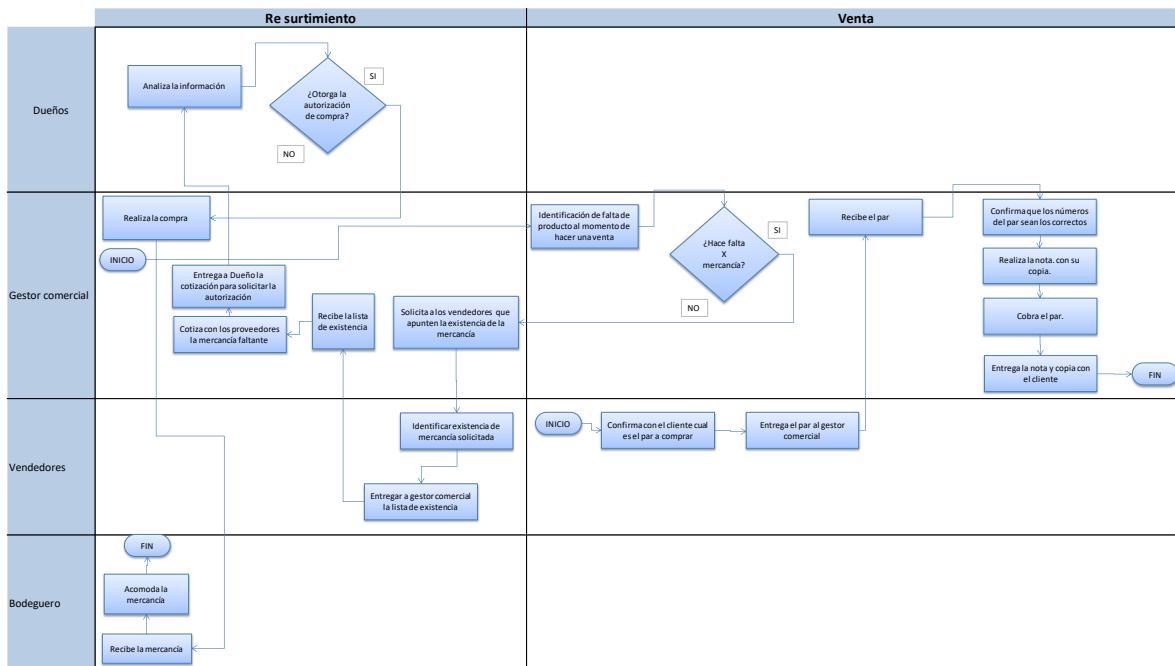 Re surtimiento
Venta
Dueños
Analiza la información
¿Otorga la
autorización
de compra?
SI
NO
Gestor comercial
Realiza la compra
INICIO
Entrega a Dueño la
cotización para solicitar la
autorización
Cotiza con los proveedores
la mercancía faltante
Recibe la lista
de existencia
Solicita a los vendedores que
apunten la existencia de la
mercancía
Identificación de falta de
producto al momento de
hacer una venta
¿Hace falta
X
mercancía?
SI
NO
Recibe el par
Confirma que los números
del par sean los correctos
Realiza la nota. con su
copia.
Cobra el par.
Entrega la nota y copia con
el cliente
FIN
Vendedores
Identificar existencia de
mercancía solicitada
Entregar a gestor comercial
la lista de existencia
INICIO
Confirma con el cliente cual
es el par a comprar
Entrega el par al gestor
comercial
Bodeguero
FIN
Acomoda la
mercancía
Recibe la mercancía